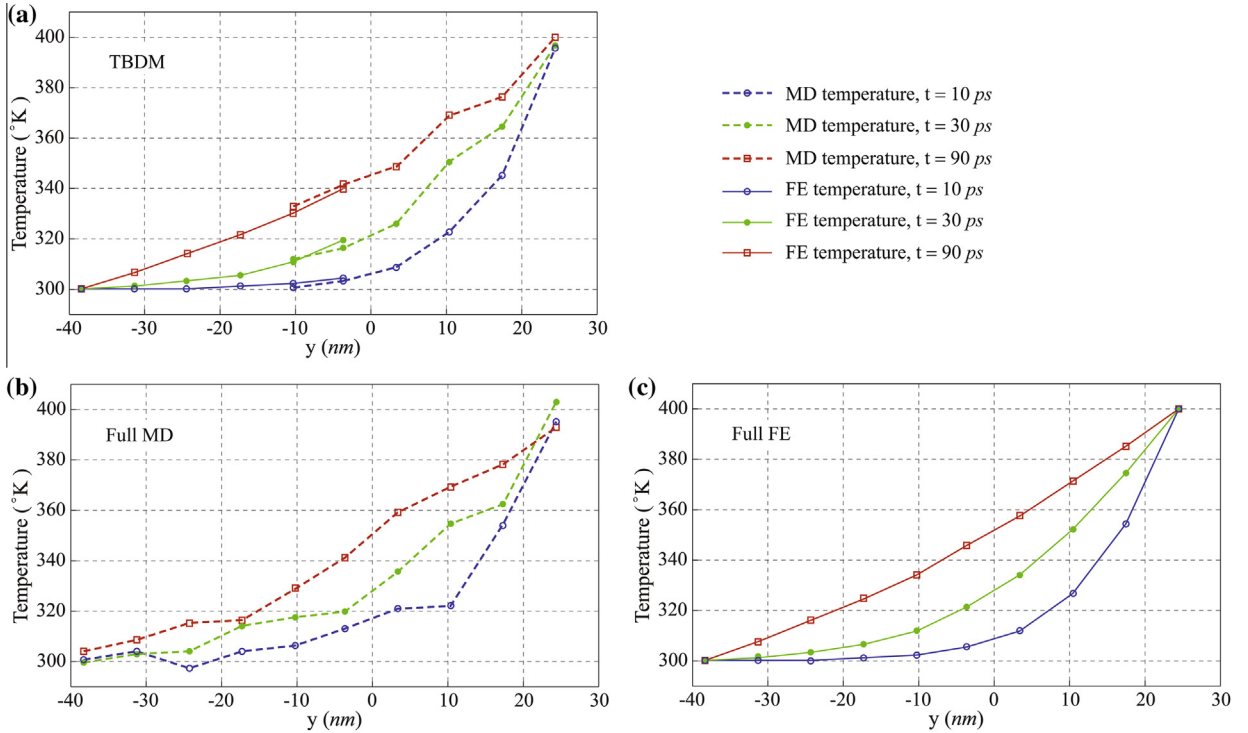 (a)
TBDM
Temperature (°K)
400
380
360
340
320
300
-40 -30 -20 -10 0 10 20 30
y (nm)
MD temperature, t = 10 ps
MD temperature, t = 30 ps
MD temperature, t = 90 ps
FE temperature, t = 10 ps
FE temperature, t = 30 ps
FE temperature, t = 90 ps
(b)
Full MD
Temperature (°K)
400
380
360
340
320
300
-40 -30 -20 -10 0 10 20 30
y (nm)
(c)
Full FE
Temperature (°K)
400
380
360
340
320
300
-40 -30 -20 -10 0 10 20 30
y (nm)